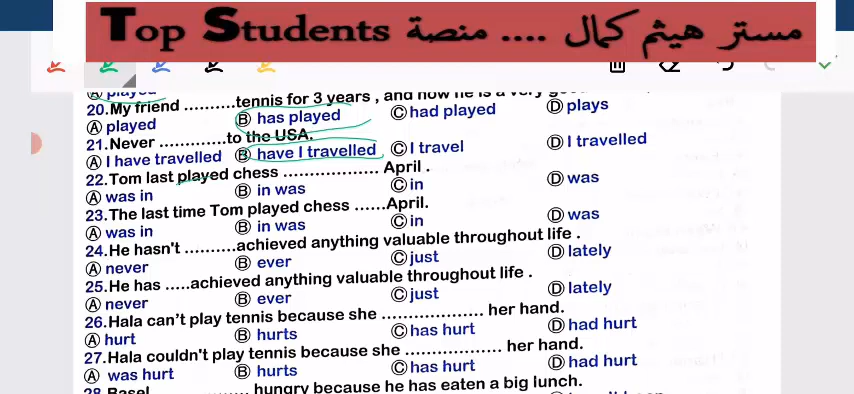 Top Students مستر هيثم كمال .... منصة
Ⓐ played
20.My friend ..........tennis for 3 years , and now he is a very
Ⓐ played Ⓑ has played Ⓒ had played Ⓓ plays
21.Never .............to the USA.
Ⓐ I have travelled Ⓑ have I travelled Ⓒ I travel Ⓓ I travelled
22.Tom last played chess .................. April .
Ⓐ was in Ⓑ in was Ⓒ in Ⓓ was
23.The last time Tom played chess ......April.
Ⓐ was in Ⓑ in was Ⓒ in Ⓓ was
24.He hasn't ..........achieved anything valuable throughout life .
Ⓐ never Ⓑ ever Ⓒ just Ⓓ lately
25.He has .....achieved anything valuable throughout life .
Ⓐ never Ⓑ ever Ⓒ just Ⓓ lately
26.Hala can’t play tennis because she ................... her hand.
Ⓐ hurt Ⓑ hurts Ⓒ has hurt Ⓓ had hurt
27.Hala couldn't play tennis because she .................. her hand.
Ⓐ was hurt Ⓑ hurts Ⓒ has hurt Ⓓ had hurt
28.Basel ........... hungry because he has eaten a big lunch.